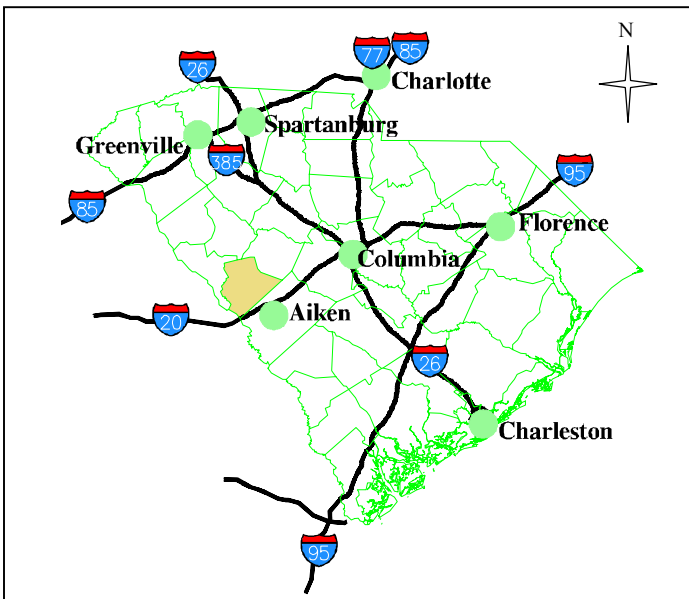 N
77
85
26
Charlotte
Spartanburg
Greenville
385
95
85
Florence
Columbia
Aiken
20
26
Charleston
95